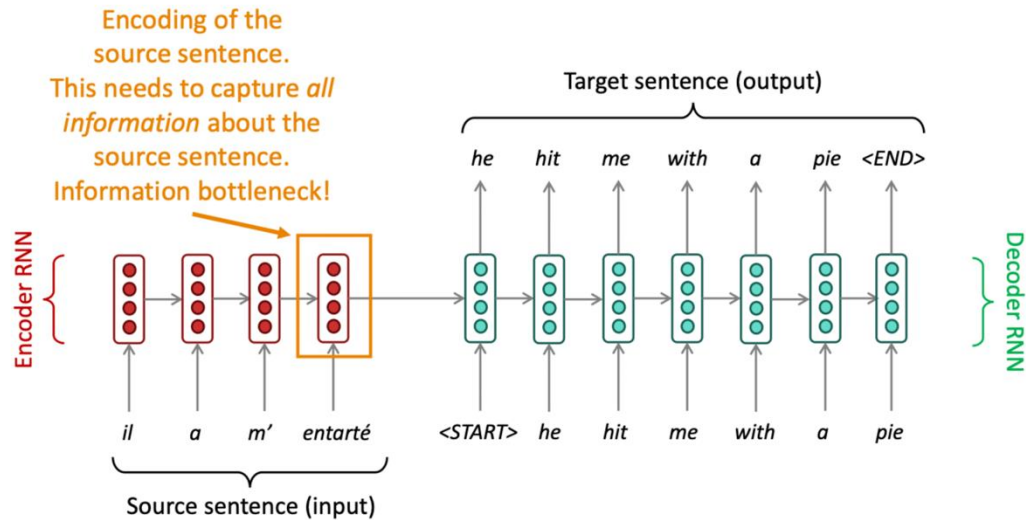 Encoding of the
source sentence.
This needs to capture all
information about the
source sentence.
Information bottleneck!
Target sentence (output)
he hit me with a pie <END>
Encoder RNN
Decoder RNN
il a m’ entarté <START> he hit me with a pie
Source sentence (input)